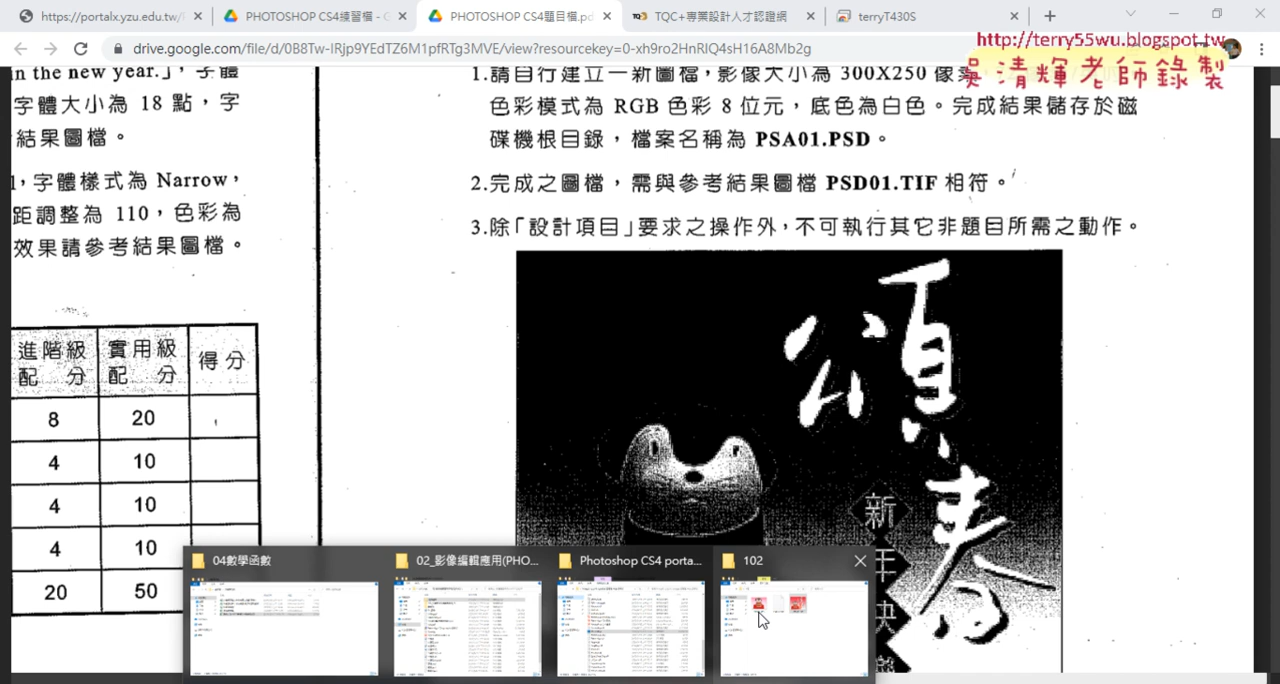 https://portalx.yzu.edu.tw/
PHOTOSHOP CS4練習檔 - G
PHOTOSHOP CS4題目檔.pd
TQC+專業設計人才認證網
terryT430S
drive.google.com/file/d/0B8Tw-lRjp9YEdTZ6M1pfRTg3MVE/view?resourcekey=0-xh9ro2HnRIQ4sH16A8Mb2g
http://terry55wu.blogspot.tw
吳清輝老師錄製
in the new year.」，字體
字體大小為 18 點，字
結果圖檔。
，字體樣式為 Narrow，
距調整為 110，色彩為
效果請參考結果圖檔。
進階級配分
實用級配分
得分
8 20
4 10
4 10
4 10
20 50
1.請自行建立一新圖檔，影像大小為 300X250 像素
色彩模式為 RGB 色彩 8 位元，底色為白色。完成結果儲存於磁
碟機根目錄，檔案名稱為 PSA01.PSD。
2.完成之圖檔，需與參考結果圖檔 PSD01.TIF 相符。
3.除「設計項目」要求之操作外，不可執行其它非題目所需之動作。
頌春
新年快
04數學函數
02_影像編輯應用(PHO...
Photoshop CS4 porta...
102